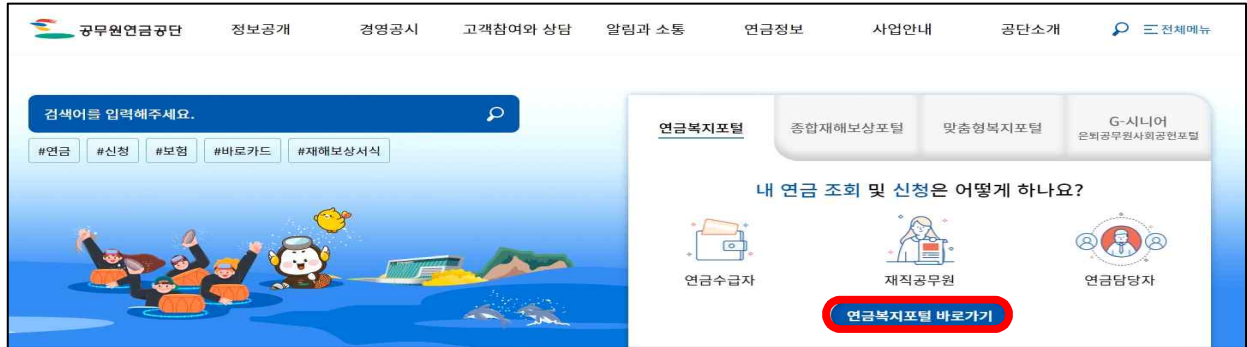 공무원연금공단 정보공개 경영공시 고객참여와 상담 알림과 소통 연금정보 사업안내 공단소개 전체메뉴
검색어를 입력해주세요.
#연금 #신청 #보험 #바로카드 #재해보상서식
연금복지포털 종합재해보상포털 맞춤형복지포털 G-시니어
은퇴공무원사회공헌포털
내 연금 조회 및 신청은 어떻게 하나요?
연금수급자 재직공무원 연금담당자
연금복지포털 바로가기